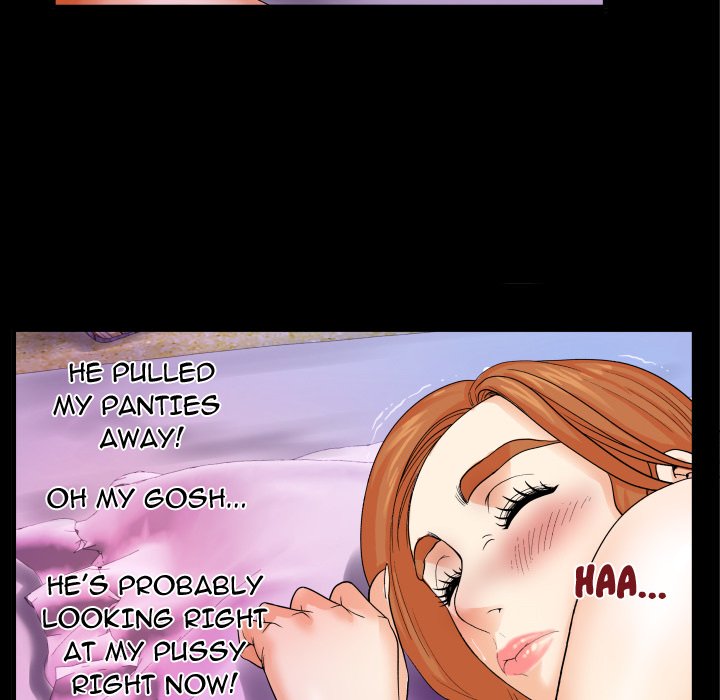 HE PULLED
MY PANTIES
AWAY!
OH MY GOSH...
HE'S PROBABLY
LOOKING RIGHT
AT MY PUSSY
RIGHT NOW!
HAA...